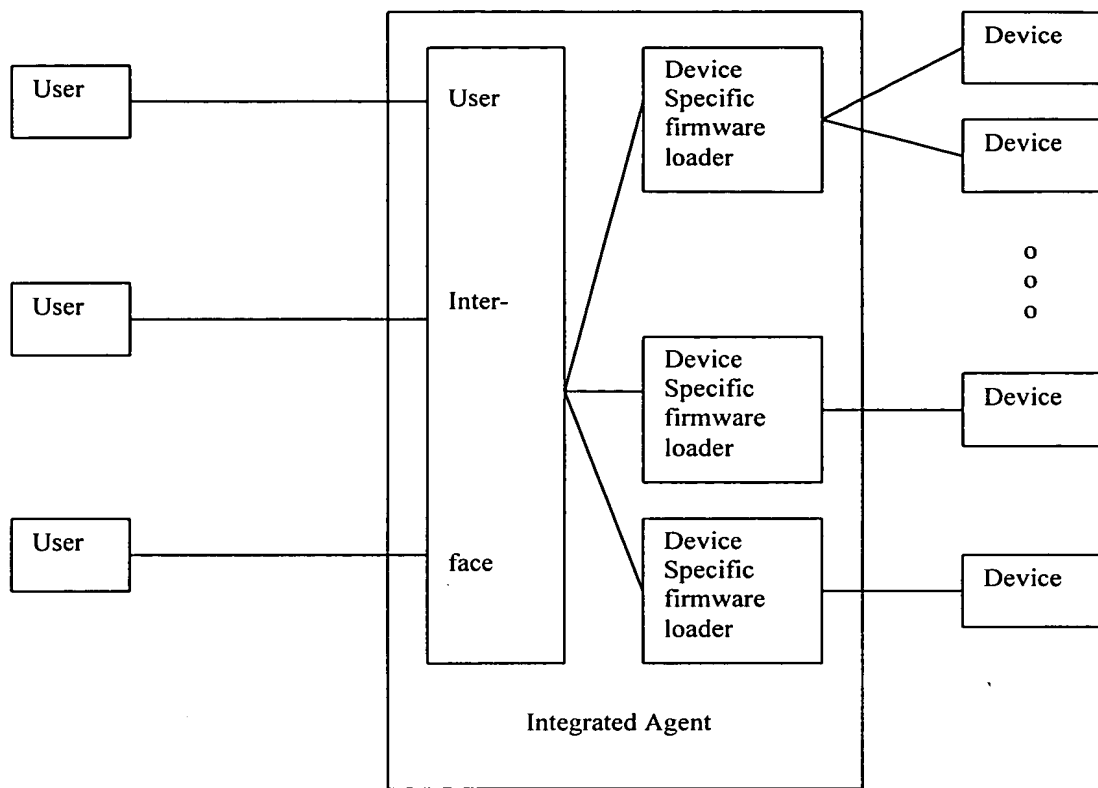 User
User
User
User
Inter-
face
Device
Specific
firmware
loader
Device
Specific
firmware
loader
Device
Specific
firmware
loader
Integrated Agent
Device
Device
o
o
o
Device
Device